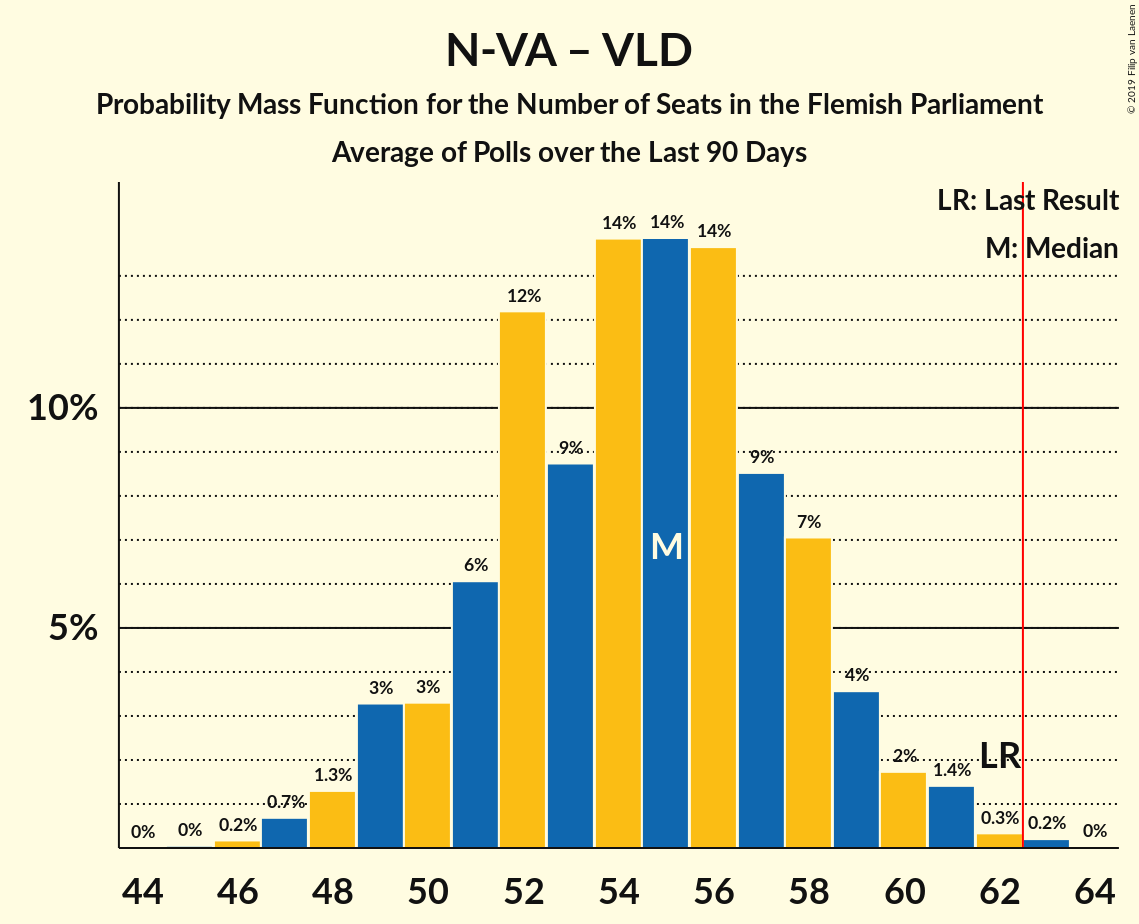 N-VA – VLD
Probability Mass Function for the Number of Seats in the Flemish Parliament
Average of Polls over the Last 90 Days
© 2019 Filip van Laenen
LR: Last Result
M: Median
14% 14% 14%
12%
10%
9% 9%
M
7%
6%
5%
3% 3% 4%
LR
1.3% 2% 1.4%
0.7%
0% 0% 0.2% 0.3% 0.2% 0%
44 46 48 50 52 54 56 58 60 62 64